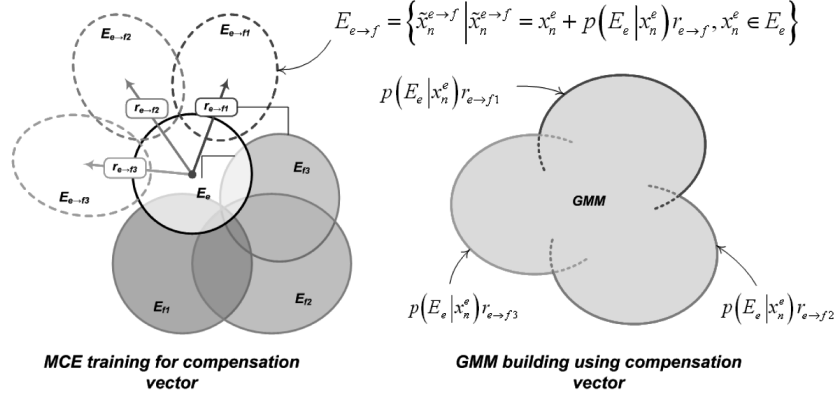 E_{e→f} = { x̃_n^{e→f} | x̃_n^{e→f} = x_n^e + p(E_e|x_n^e) r_{e→f}, x_n^e ∈ E_e }
E_{e→f2}
E_{e→f1}
r_{e→f2}
r_{e→f1}
r_{e→f3}
E_{e→f3}
E_e
E_{f3}
E_{f1}
E_{f2}
MCE training for compensation
vector
p(E_e|x_n^e) r_{e→f1}
GMM
p(E_e|x_n^e) r_{e→f3}
p(E_e|x_n^e) r_{e→f2}
GMM building using compensation
vector